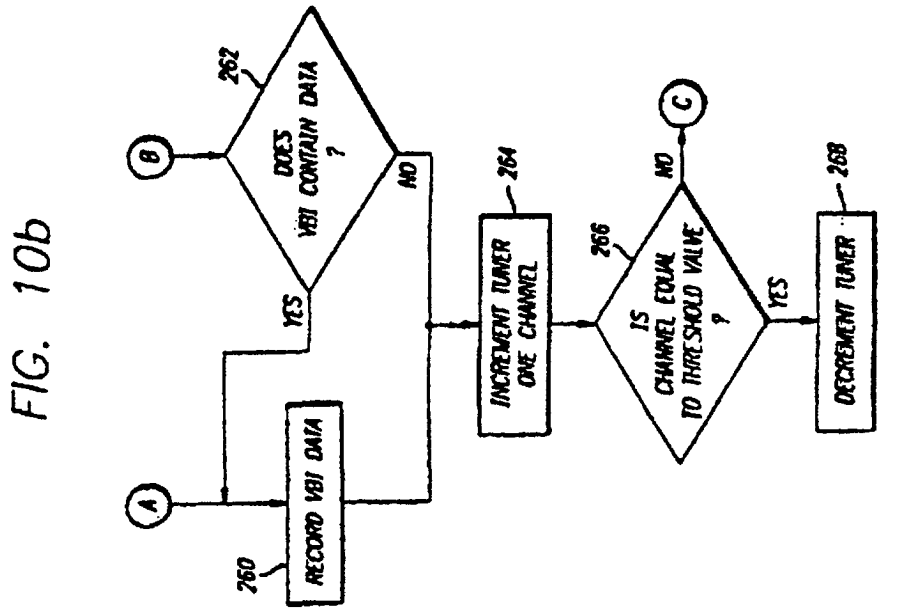 FIG. 10b
A
B
260
RECORD VBI DATA
262
DOES
VBI CONTAIN DATA
?
YES
NO
264
INCREMENT TUNER
ONE CHANNEL
266
IS
CHANNEL EQUAL
TO THRESHOLD VALVE
?
NO
C
YES
268
DECREMENT TUNER